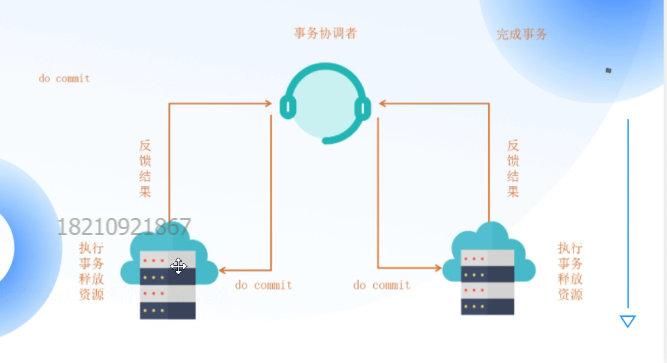 事务协调者
完成事务
do commit
反馈结果
反馈结果
18210921867
执行
事务
释放
资源
执行
事务
释放
资源
do commit
do commit